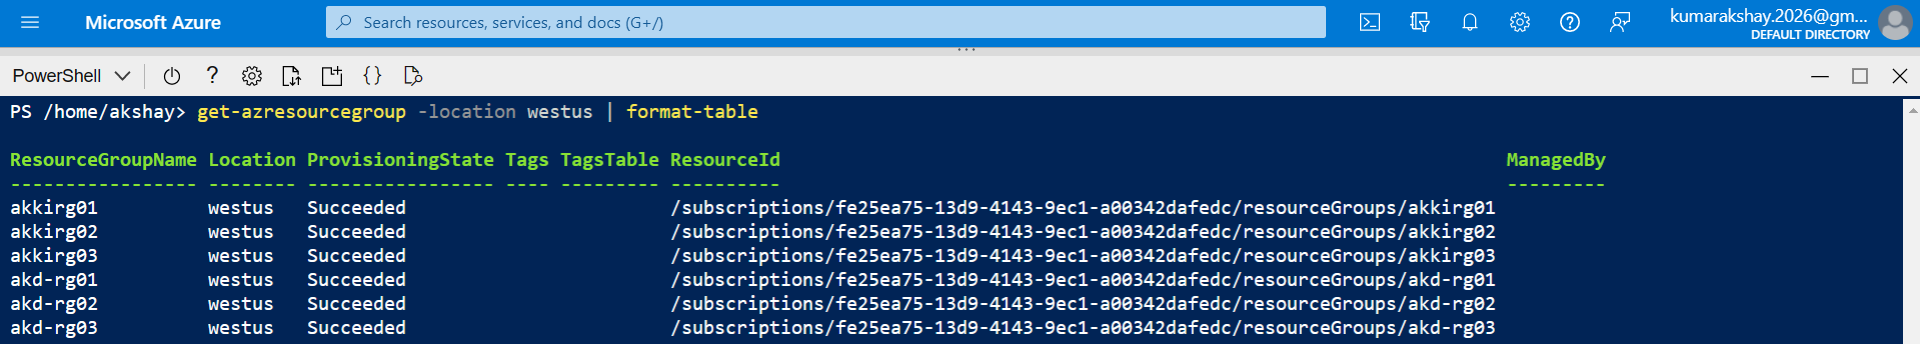 Microsoft Azure
Search resources, services, and docs (G+/)
kumarakshay.2026@gm...
DEFAULT DIRECTORY
PowerShell
PS /home/akshay> get-azresourcegroup -location westus | format-table
ResourceGroupName Location ProvisioningState Tags TagsTable ResourceId ManagedBy
----------------- -------- ----------------- ---- --------- ---------- ---------
akkirg01 westus Succeeded /subscriptions/fe25ea75-13d9-4143-9ec1-a00342dafedc/resourceGroups/akkirg01
akkirg02 westus Succeeded /subscriptions/fe25ea75-13d9-4143-9ec1-a00342dafedc/resourceGroups/akkirg02
akkirg03 westus Succeeded /subscriptions/fe25ea75-13d9-4143-9ec1-a00342dafedc/resourceGroups/akkirg03
akd-rg01 westus Succeeded /subscriptions/fe25ea75-13d9-4143-9ec1-a00342dafedc/resourceGroups/akd-rg01
akd-rg02 westus Succeeded /subscriptions/fe25ea75-13d9-4143-9ec1-a00342dafedc/resourceGroups/akd-rg02
akd-rg03 westus Succeeded /subscriptions/fe25ea75-13d9-4143-9ec1-a00342dafedc/resourceGroups/akd-rg03